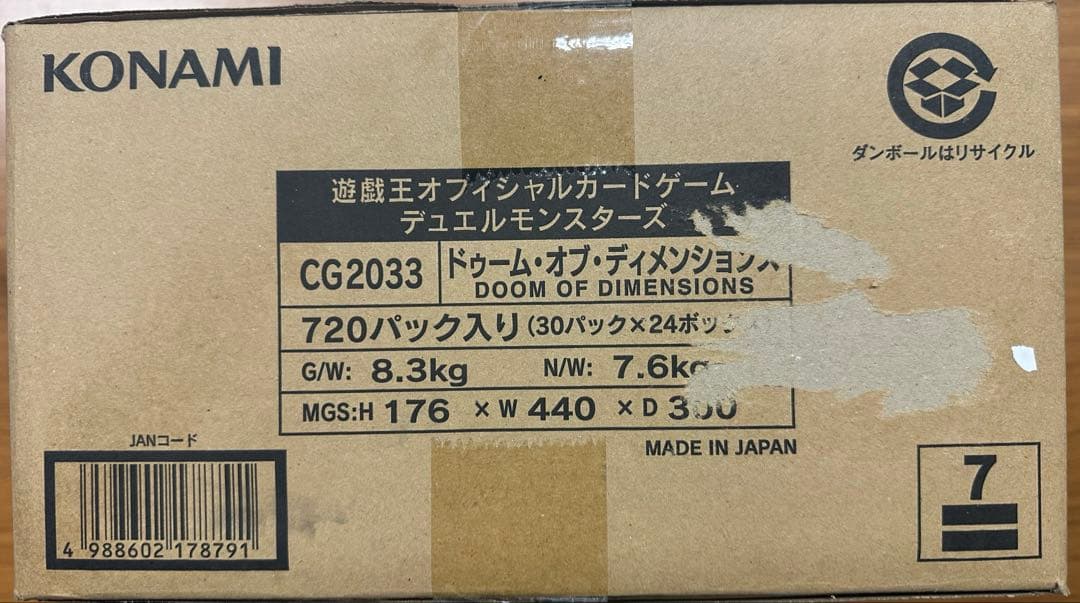 KONAMI
ダンボールはリサイクル
遊戯王オフィシャルカードゲーム
デュエルモンスターズ
CG2033
ドゥーム・オブ・ディメンションズ
DOOM OF DIMENSIONS
720パック入り(30パック×24ボックス)
G/W: 8.3kg N/W: 7.6kg
MGS:H 176 × W 440 × D
MADE IN JAPAN
JANコード
4 988602 178791
7